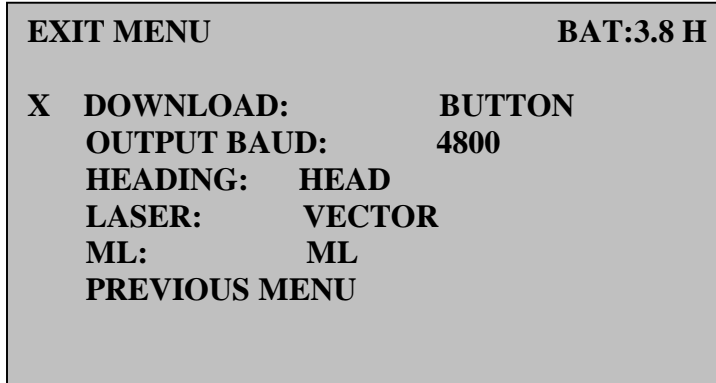 EXIT MENU BAT:3.8 H
X DOWNLOAD: BUTTON
OUTPUT BAUD: 4800
HEADING: HEAD
LASER: VECTOR
ML: ML
PREVIOUS MENU